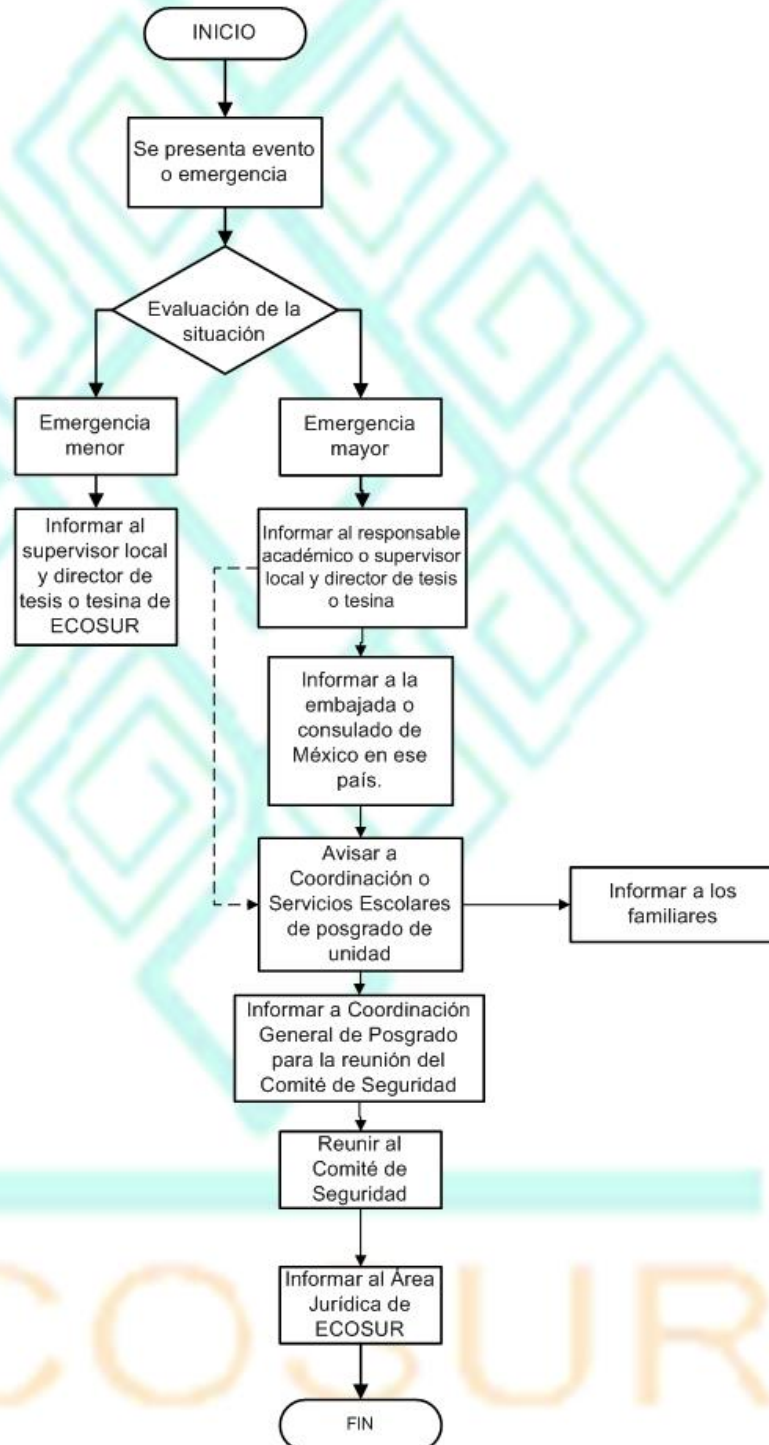 INICIO
Se presenta evento
o emergencia
Evaluación de la
situación
Emergencia
menor
Emergencia
mayor
Informar al
supervisor local
y director de
tesis o tesina de
ECOSUR
Informar al responsable
académico o supervisor
local y director de tesis
o tesina
Informar a la
embajada o
consulado de
México en ese
país.
Avisar a
Coordinación o
Servicios Escolares
de posgrado de
unidad
Informar a los
familiares
Informar a Coordinación
General de Posgrado
para la reunión del
Comité de Seguridad
Reunir al
Comité de
Seguridad
Informar al Área
Jurídica de
ECOSUR
COSUR
FIN